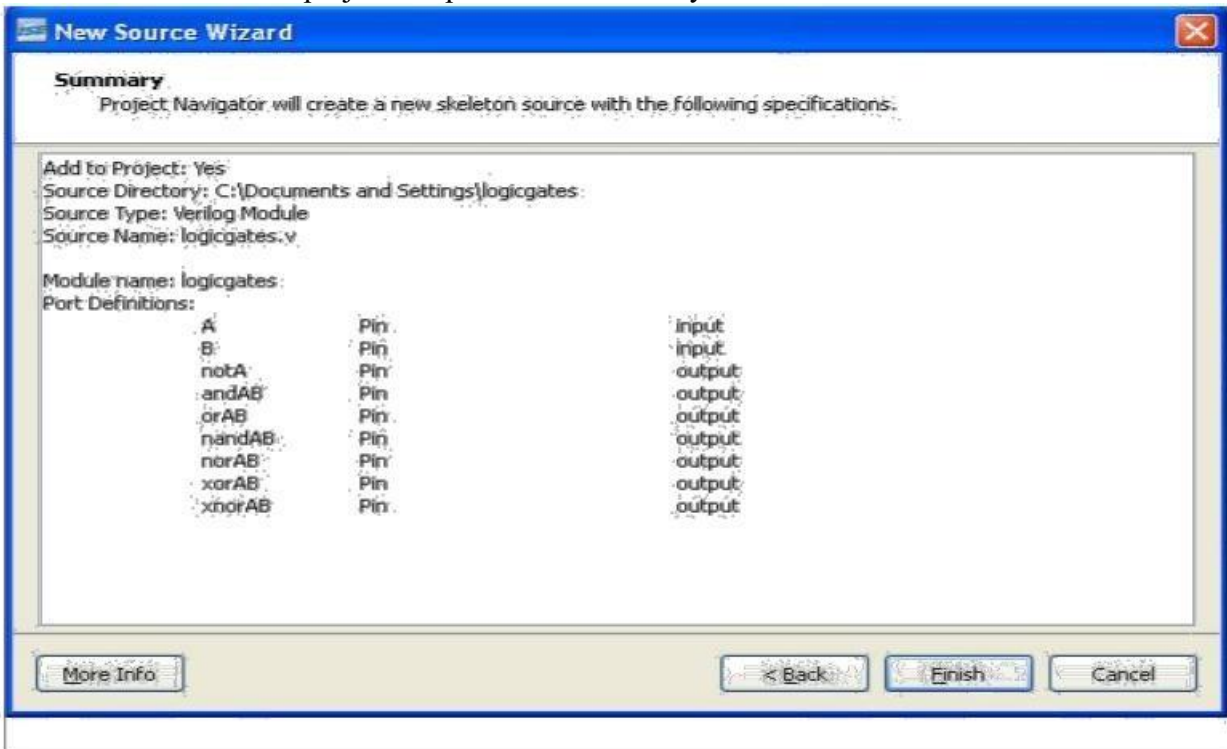 New Source Wizard
Summary
Project Navigator will create a new skeleton source with the following specifications.
Add to Project: Yes
Source Directory: C:\Documents and Settings\logicgates
Source Type: Verilog Module
Source Name: logicgates.v
Module name: logicgates
Port Definitions:
A Pin input
B Pin input
notA Pin output
andAB Pin output
orAB Pin output
nandAB Pin output
norAB Pin output
xorAB Pin output
xnorAB Pin output
More Info < Back Finish Cancel